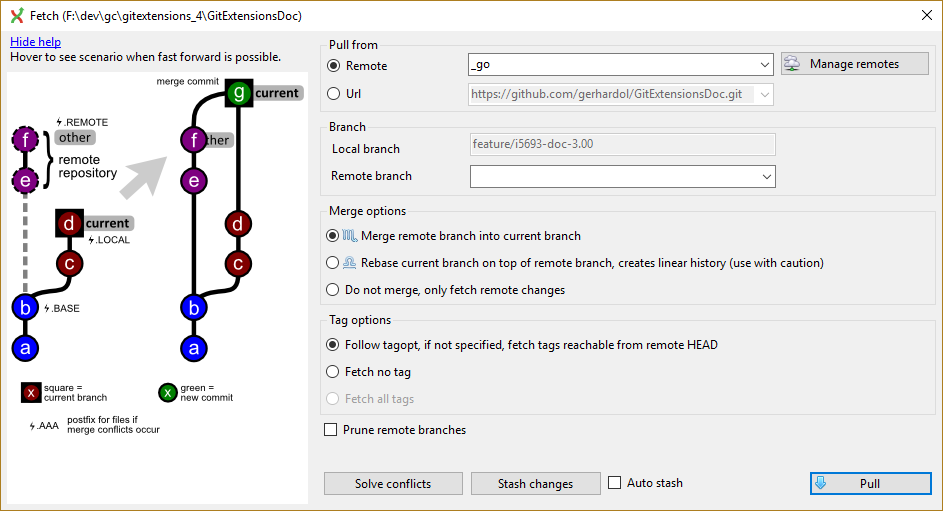 Fetch (F:\dev\gc\gitextensions_4\GitExtensionsDoc)
Hide help
Hover to see scenario when fast forward is possible.
merge commit
g current
.REMOTE
f other
remote
repository
e
f her
e
d current
.LOCAL
c
d
c
b .BASE
a
b
a
x square =
current branch
x green =
new commit
.AAA postfix for files if
merge conflicts occur
Pull from
Remote _go Manage remotes
Url https://github.com/gerhardol/GitExtensionsDoc.git
Branch
Local branch feature/i5693-doc-3.00
Remote branch
Merge options
Merge remote branch into current branch
Rebase current branch on top of remote branch, creates linear history (use with caution)
Do not merge, only fetch remote changes
Tag options
Follow tagopt, if not specified, fetch tags reachable from remote HEAD
Fetch no tag
Fetch all tags
Prune remote branches
Solve conflicts Stash changes Auto stash Pull